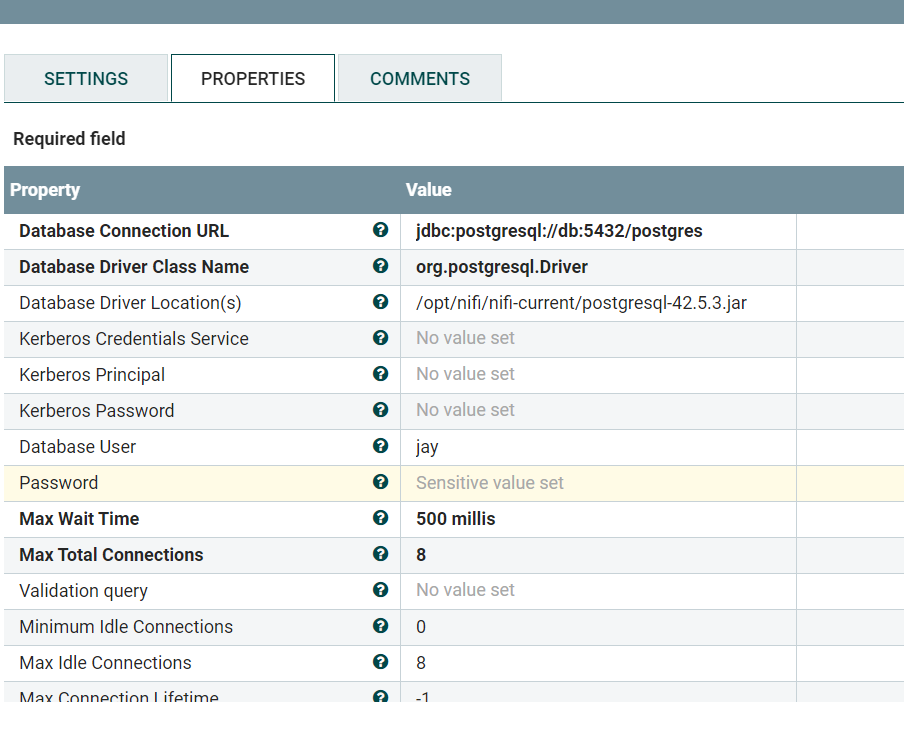 SETTINGS PROPERTIES COMMENTS
Required field
Property Value
Database Connection URL jdbc:postgresql://db:5432/postgres
Database Driver Class Name org.postgresql.Driver
Database Driver Location(s) /opt/nifi/nifi-current/postgresql-42.5.3.jar
Kerberos Credentials Service No value set
Kerberos Principal No value set
Kerberos Password No value set
Database User jay
Password Sensitive value set
Max Wait Time 500 millis
Max Total Connections 8
Validation query No value set
Minimum Idle Connections 0
Max Idle Connections 8
Max Connection Lifetime -1